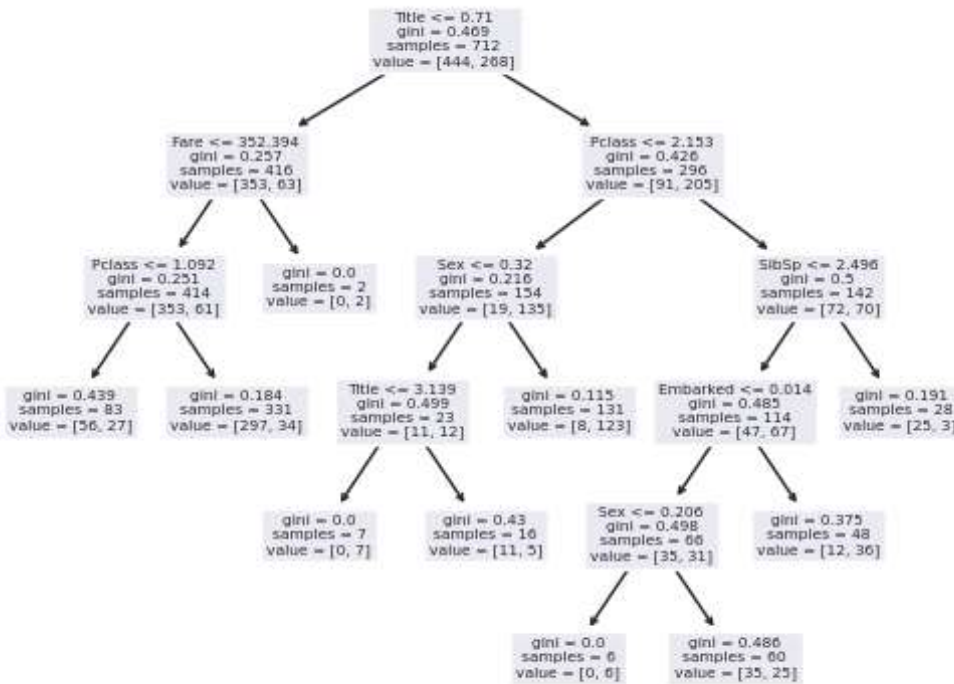 Title <= 0.71
gini = 0.469
samples = 712
value = [444, 268]
Fare <= 352.394
gini = 0.257
samples = 416
value = [353, 63]
Pclass <= 2.153
gini = 0.426
samples = 296
value = [91, 205]
Pclass <= 1.092
gini = 0.251
samples = 414
value = [353, 61]
gini = 0.0
samples = 2
value = [0, 2]
Sex <= 0.32
gini = 0.216
samples = 154
value = [19, 135]
SibSp <= 2.496
gini = 0.5
samples = 142
value = [72, 70]
gini = 0.439
samples = 83
value = [56, 27]
gini = 0.184
samples = 331
value = [297, 34]
Title <= 3.139
gini = 0.499
samples = 23
value = [11, 12]
gini = 0.115
samples = 131
value = [8, 123]
Embarked <= 0.014
gini = 0.485
samples = 114
value = [47, 67]
gini = 0.191
samples = 28
value = [25, 3]
gini = 0.0
samples = 7
value = [0, 7]
gini = 0.43
samples = 16
value = [11, 5]
Sex <= 0.206
gini = 0.498
samples = 66
value = [35, 31]
gini = 0.375
samples = 48
value = [12, 36]
gini = 0.0
samples = 6
value = [0, 6]
gini = 0.486
samples = 60
value = [35, 25]